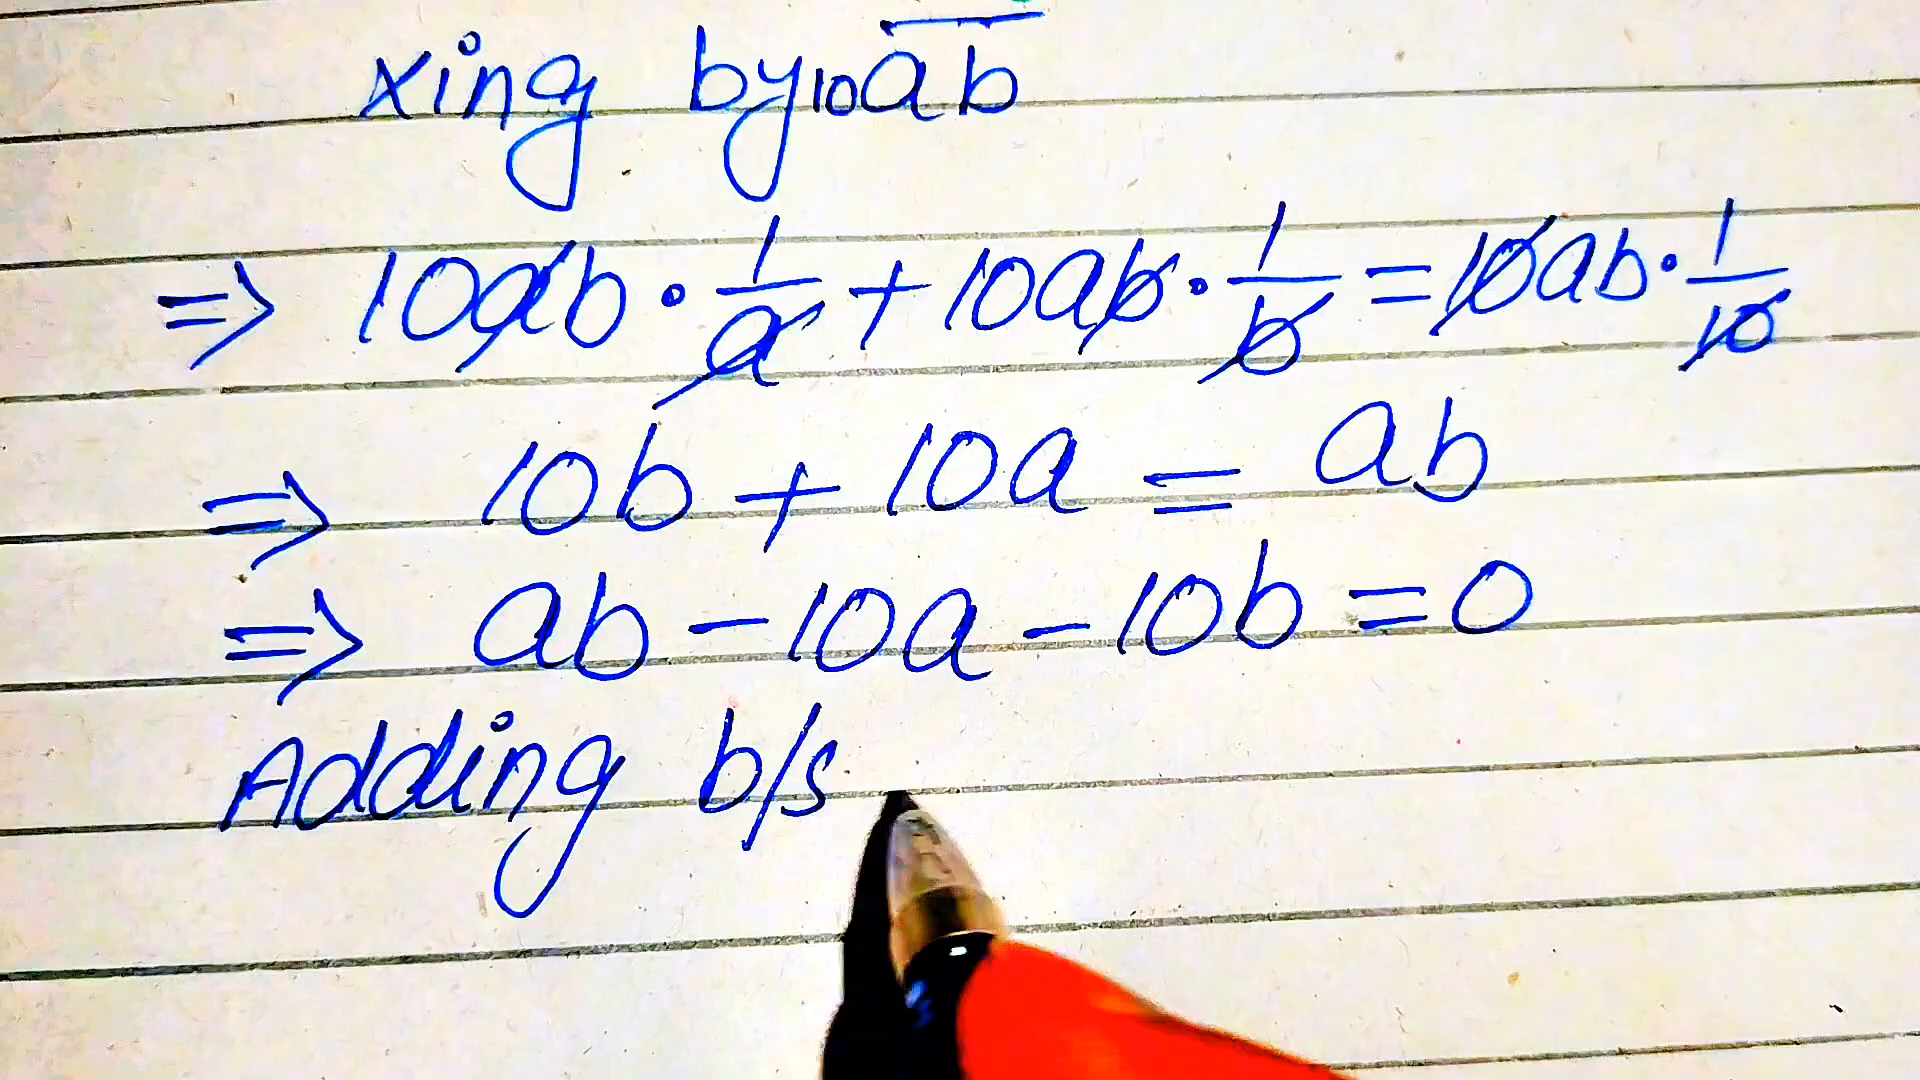 xing by 10ab
⇒ 10ab · 1/a + 10ab · 1/b = 10ab · 1/10
⇒ 10b + 10a = ab
⇒ ab - 10a - 10b = 0
Adding b/s